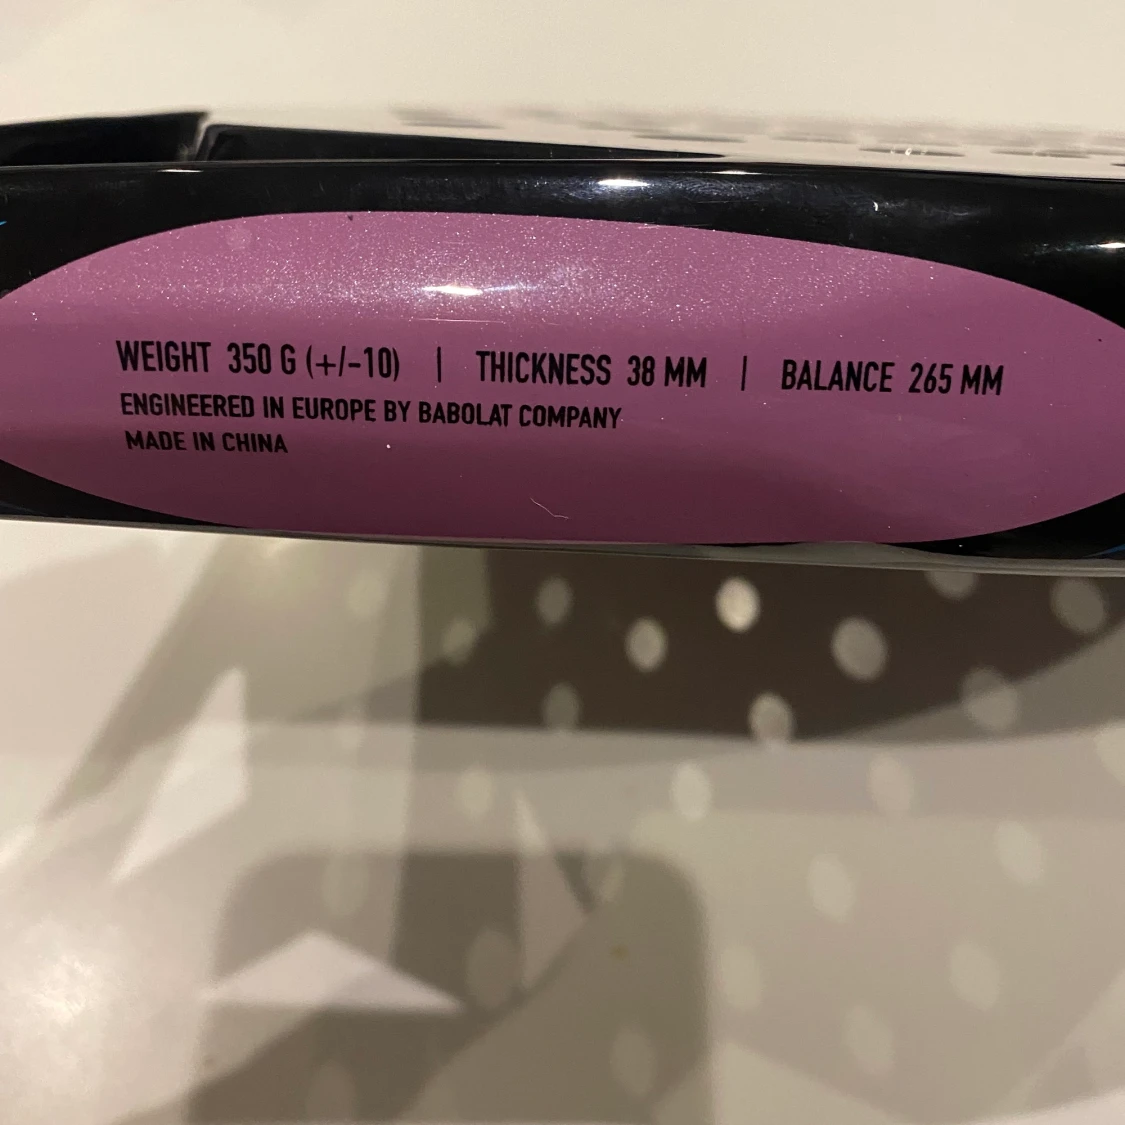 WEIGHT 350 G (+/-10) | THICKNESS 38 MM | BALANCE 265 MM
ENGINEERED IN EUROPE BY BABOLAT COMPANY
MADE IN CHINA